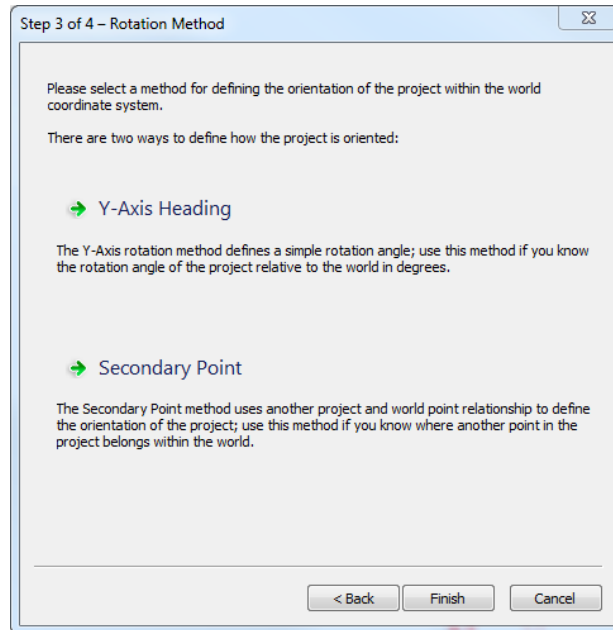 Step 3 of 4 – Rotation Method
Please select a method for defining the orientation of the project within the world
coordinate system.
There are two ways to define how the project is oriented:
Y-Axis Heading
The Y-Axis rotation method defines a simple rotation angle; use this method if you know
the rotation angle of the project relative to the world in degrees.
Secondary Point
The Secondary Point method uses another project and world point relationship to define
the orientation of the project; use this method if you know where another point in the
project belongs within the world.
< Back Finish Cancel